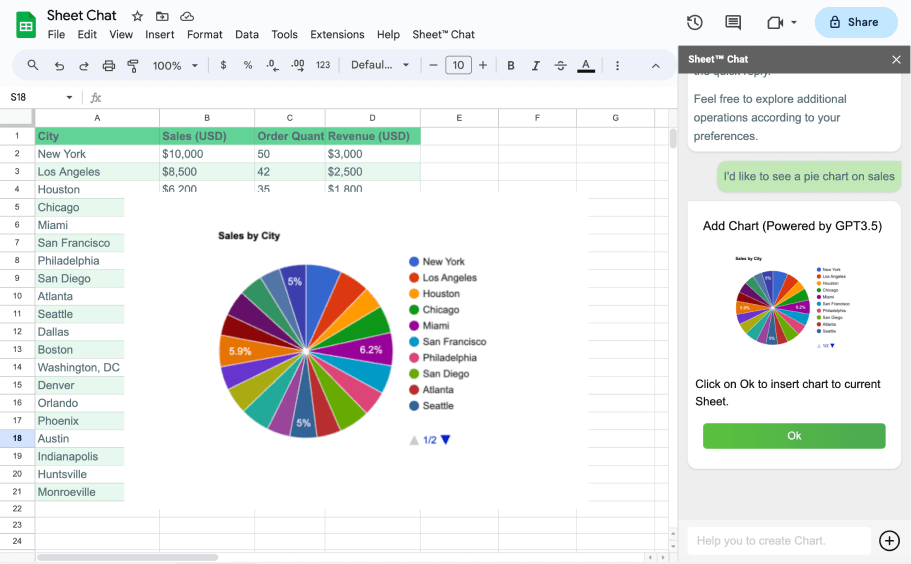 Sheet Chat
File Edit View Insert Format Data Tools Extensions Help Sheet™ Chat
Share
100% $ % .0 .00 123 Defaul... 10 B I S A
S18 fx
A B C D E F G
1 City Sales (USD) Order Quant Revenue (USD)
2 New York $10,000 50 $3,000
3 Los Angeles $8,500 42 $2,500
4 Houston $6,200 35 $1,800
5 Chicago
6 Miami
7 San Francisco
8 Philadelphia
9 San Diego
10 Atlanta
11 Seattle
12 Dallas
13 Boston
14 Washington, DC
15 Denver
16 Orlando
17 Phoenix
18 Austin
19 Indianapolis
20 Huntsville
21 Monroeville
22
23
24
Sales by City
5%
5.9%
6.2%
5%
New York
Los Angeles
Houston
Chicago
Miami
San Francisco
Philadelphia
San Diego
Atlanta
Seattle
1/2
Sheet™ Chat
the quick reply.
Feel free to explore additional
operations according to your
preferences.
I'd like to see a pie chart on sales
Add Chart (Powered by GPT3.5)
Sales by City
5%
5.9%
6.2%
5%
New York
Los Angeles
Houston
Chicago
Miami
San Francisco
Philadelphia
San Diego
Atlanta
Seattle
1/2
Click on Ok to insert chart to current
Sheet.
Ok
Help you to create Chart.